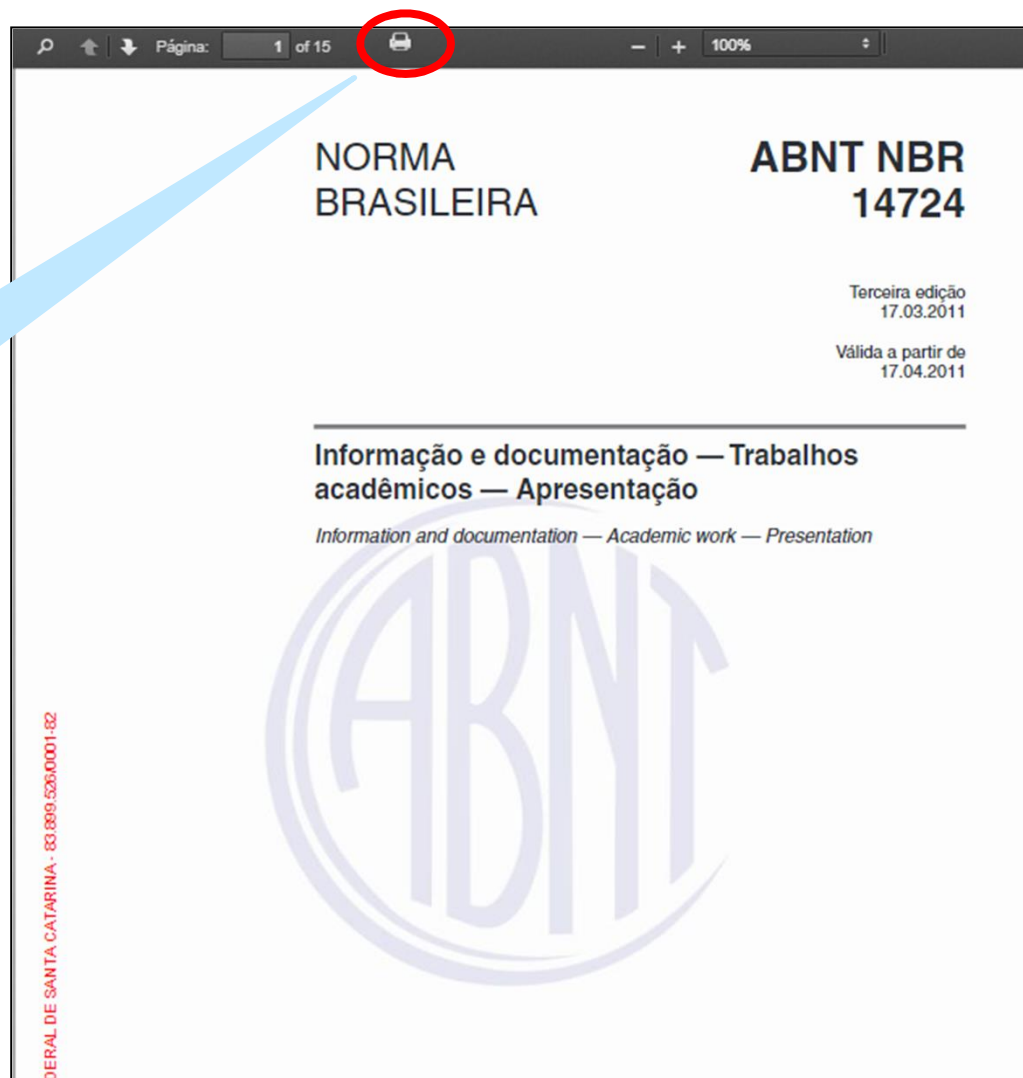 Página: 1 of 15
100%
NORMA
BRASILEIRA
ABNT NBR
14724
Terceira edição
17.03.2011
Válida a partir de
17.04.2011
Informação e documentação — Trabalhos
acadêmicos — Apresentação
Information and documentation — Academic work — Presentation
ABNT
DERAL DE SANTA CATARINA - 83.899.526/0001-82